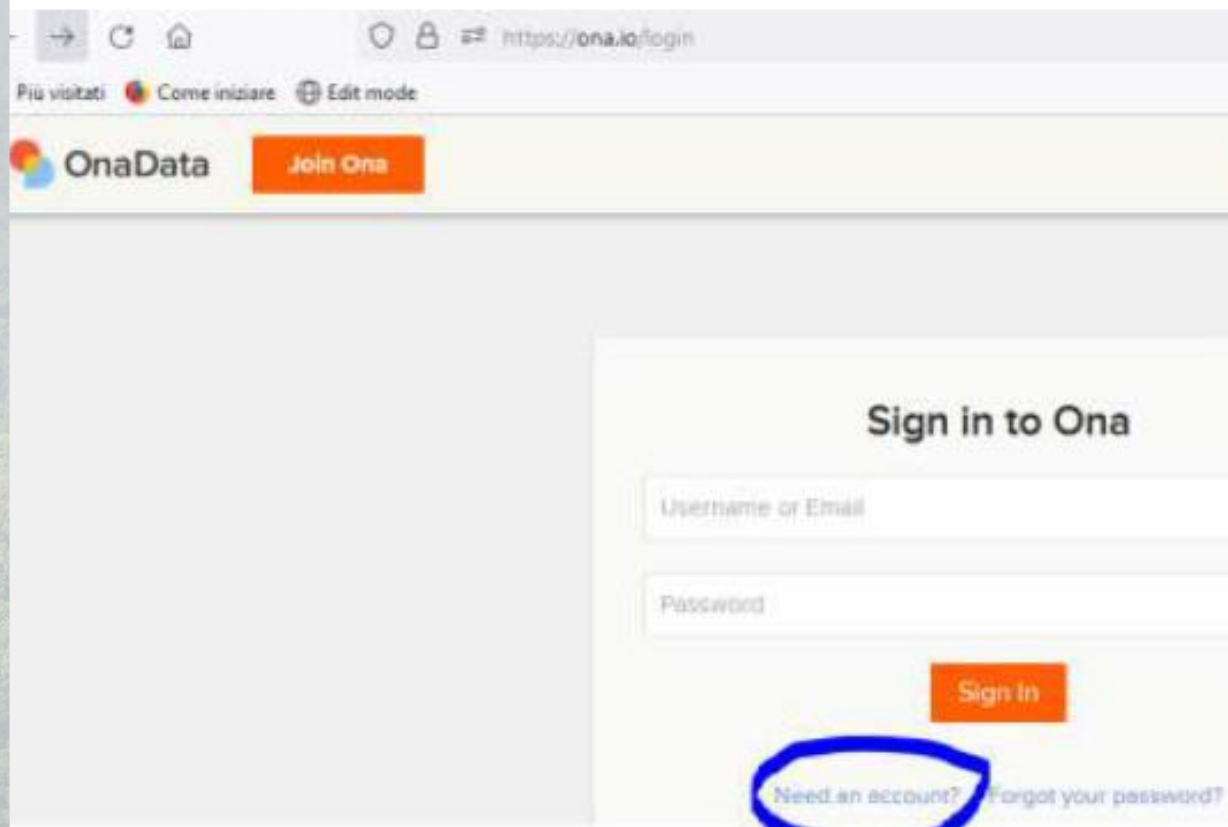 https://ona.io/login
Più visitati Come iniziare Edit mode
OnaData Join Ona
Sign in to Ona
Username or Email
Password
Sign In
Need an account? Forgot your password?